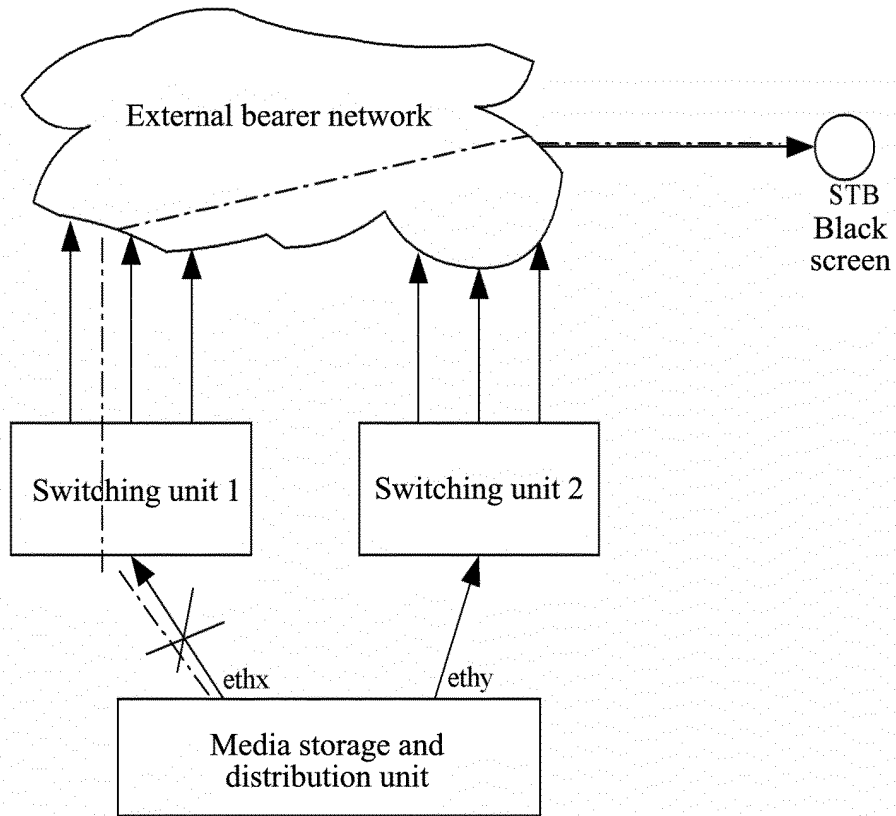 External bearer network
STB
Black
screen
Switching unit 1
Switching unit 2
ethx
ethy
Media storage and
distribution unit